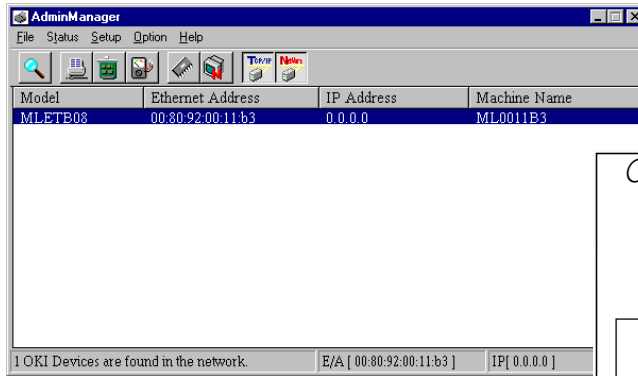 AdminManager
File Status Setup Option Help
TCP/IP
Model Ethernet Address IP Address Machine Name
MLETB08 00:80:92:00:11:b3 0.0.0.0 ML0011B3
1 OKI Devices are found in the network. E/A [ 00:80:92:00:11:b3 ] IP[ 0.0.0.0 ]